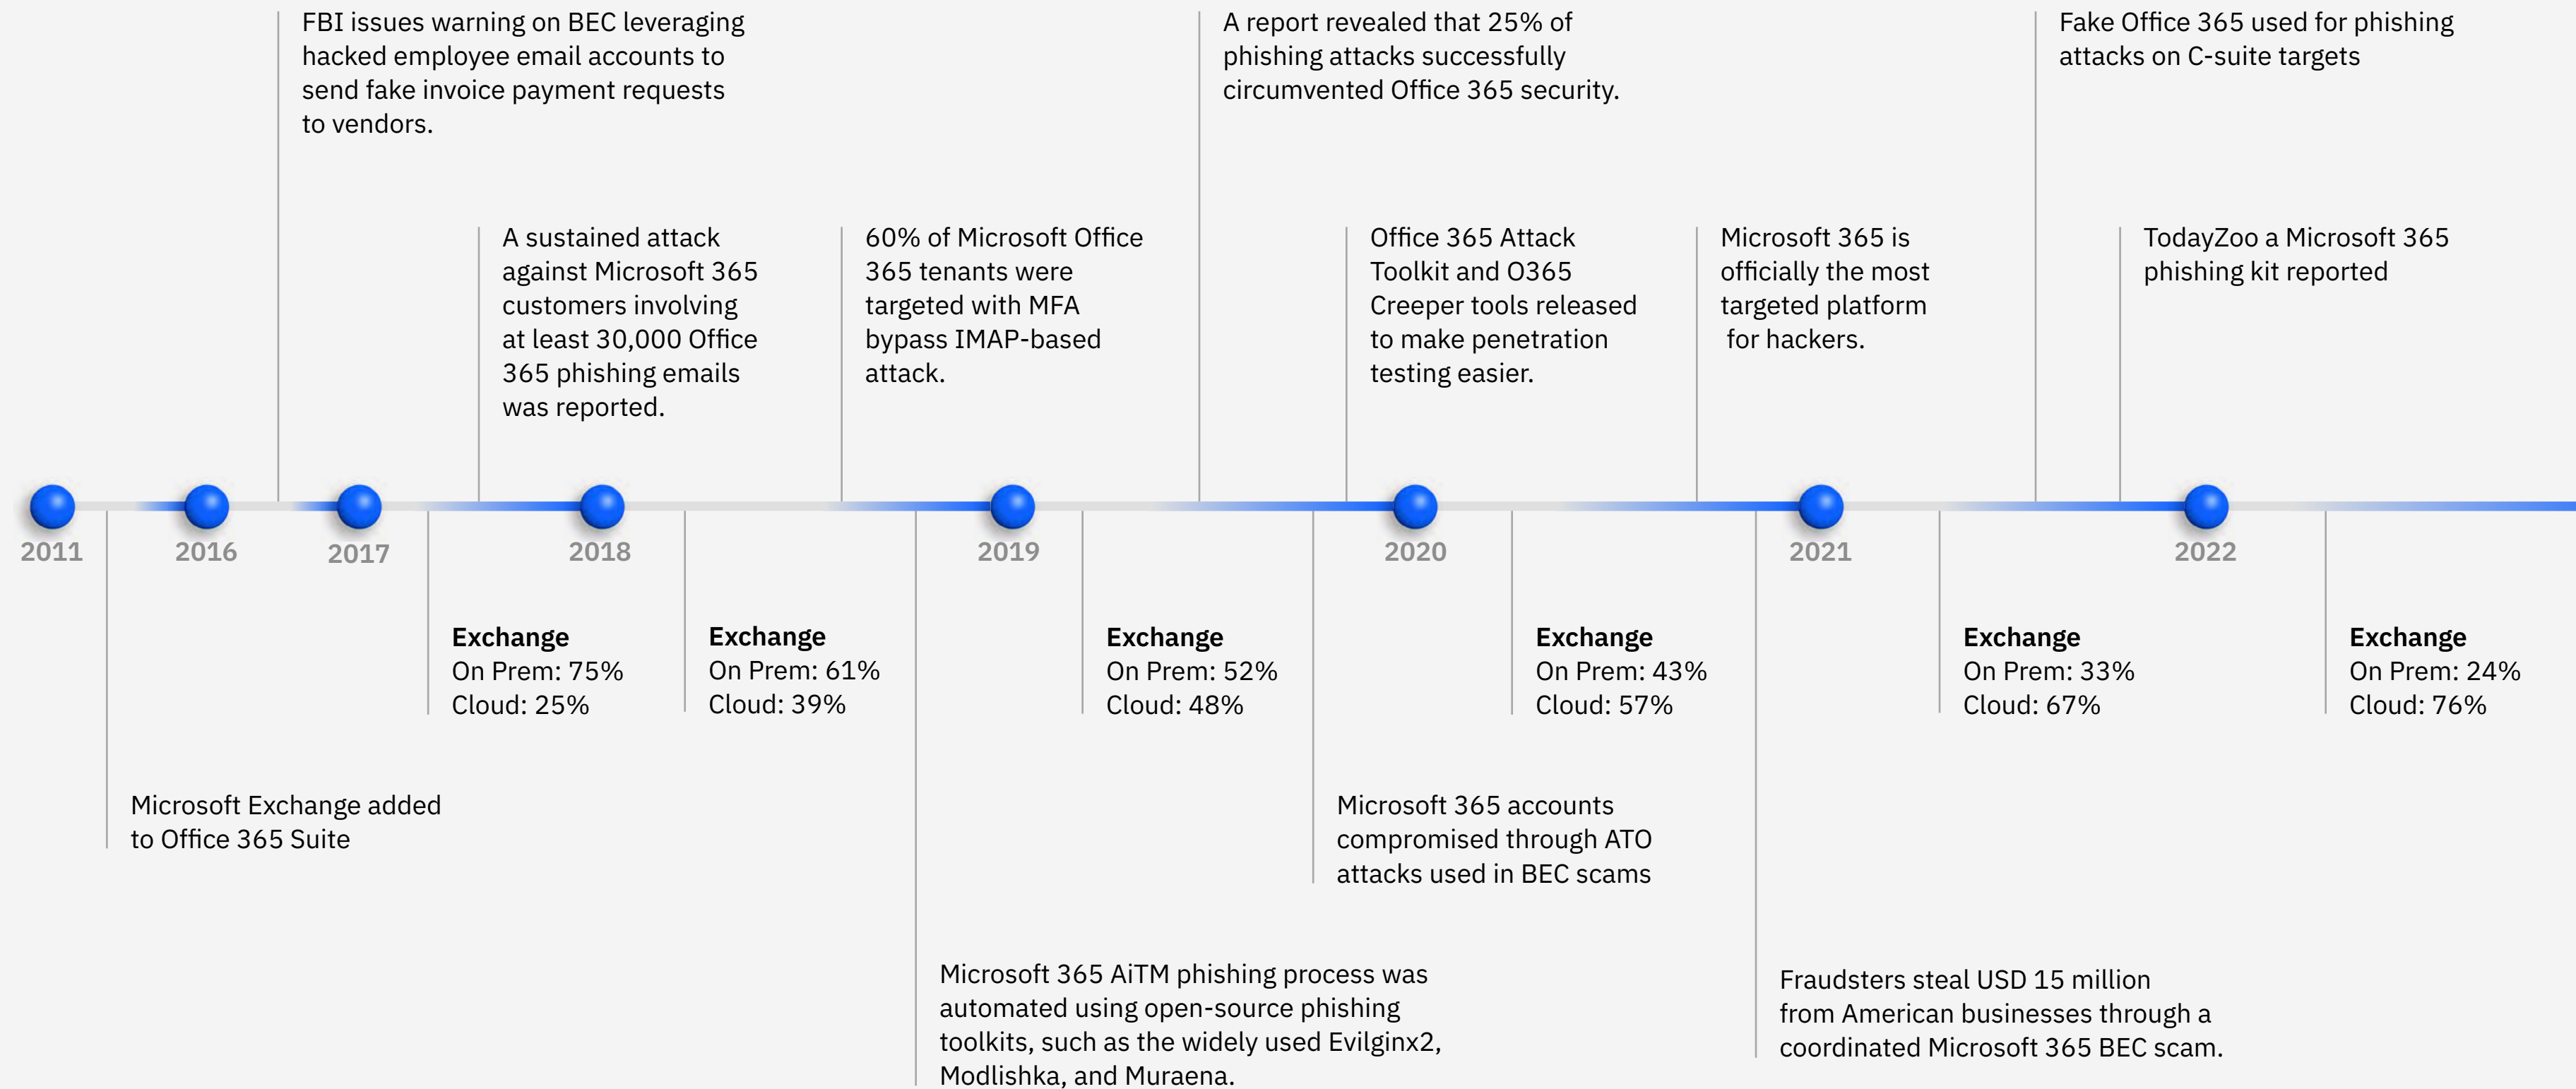 FBI issues warning on BEC leveraging
hacked employee email accounts to
send fake invoice payment requests
to vendors.
A report revealed that 25% of
phishing attacks successfully
circumvented Office 365 security.
Fake Office 365 used for phishing
attacks on C-suite targets
A sustained attack
against Microsoft 365
customers involving
at least 30,000 Office
365 phishing emails
was reported.
60% of Microsoft Office
365 tenants were
targeted with MFA
bypass IMAP-based
attack.
Office 365 Attack
Toolkit and O365
Creeper tools released
to make penetration
testing easier.
Microsoft 365 is
officially the most
targeted platform
for hackers.
TodayZoo a Microsoft 365
phishing kit reported
2011
2016
2017
2018
2019
2020
2021
2022
Exchange
On Prem: 75%
Cloud: 25%
Exchange
On Prem: 61%
Cloud: 39%
Exchange
On Prem: 52%
Cloud: 48%
Exchange
On Prem: 43%
Cloud: 57%
Exchange
On Prem: 33%
Cloud: 67%
Exchange
On Prem: 24%
Cloud: 76%
Microsoft Exchange added
to Office 365 Suite
Microsoft 365 accounts
compromised through ATO
attacks used in BEC scams
Microsoft 365 AiTM phishing process was
automated using open-source phishing
toolkits, such as the widely used Evilginx2,
Modlishka, and Muraena.
Fraudsters steal USD 15 million
from American businesses through a
coordinated Microsoft 365 BEC scam.